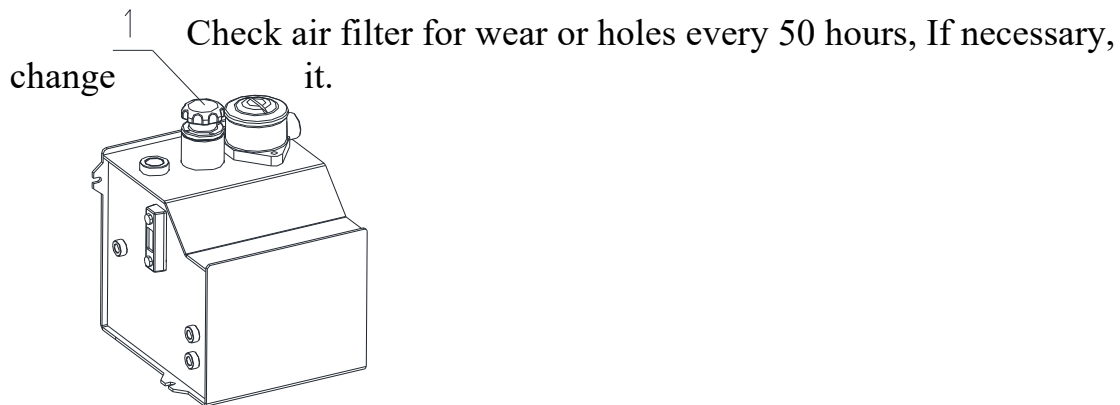 1
Check air filter for wear or holes every 50 hours, If necessary,
change it.